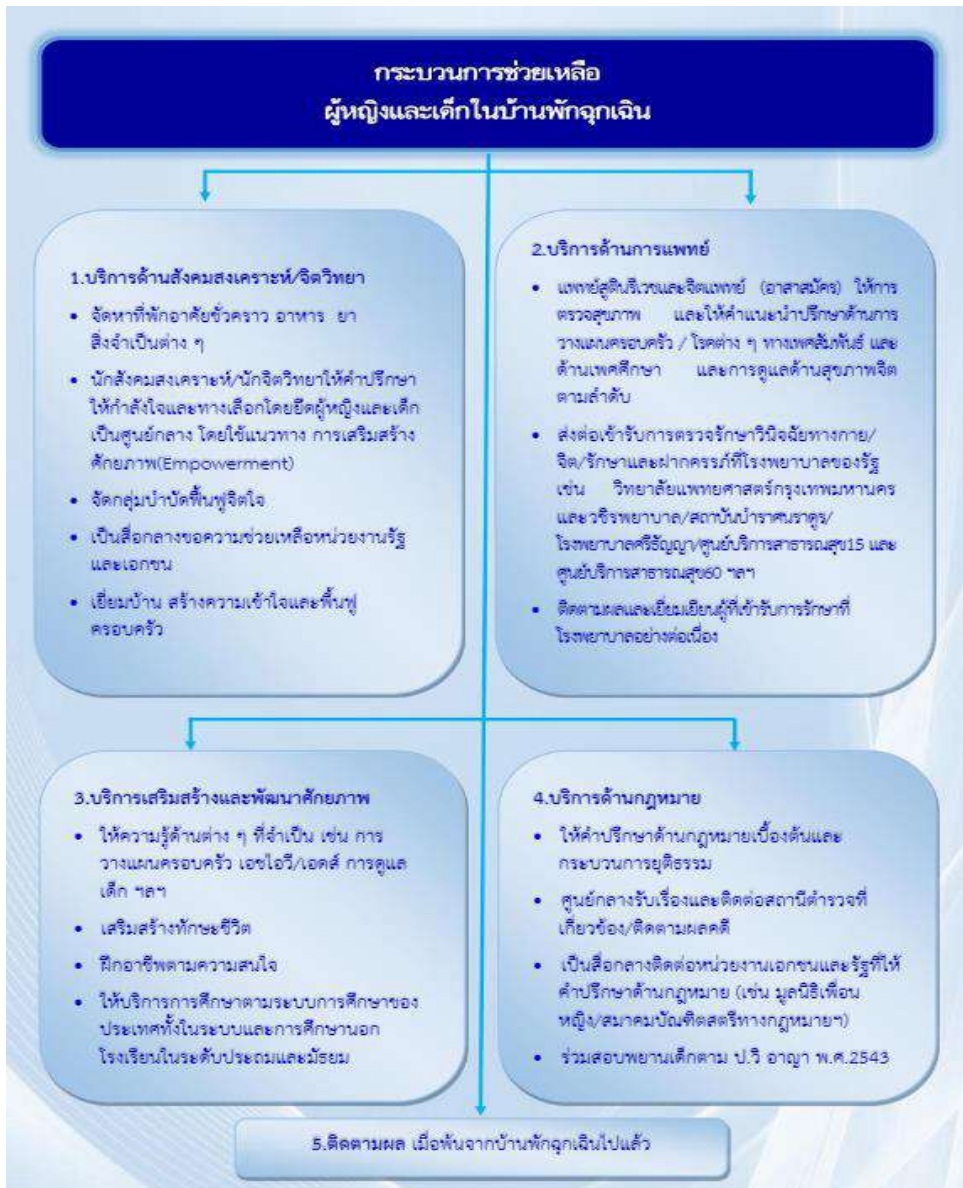 กระบวนการช่วยเหลือ
ผู้หญิงและเด็กในบ้านพักฉุกเฉิน
1.บริการด้านสังคมสงเคราะห์/จิตวิทยา
• จัดหาที่พักอาศัยชั่วคราว อาหาร ยา
สิ่งจำเป็นต่าง ๆ
• นักสังคมสงเคราะห์/นักจิตวิทยาให้คำปรึกษา
ให้กำลังใจและทางเลือกโดยยึดผู้หญิงและเด็ก
เป็นศูนย์กลาง โดยใช้แนวทาง การเสริมสร้าง
ศักยภาพ(Empowerment)
• จัดกลุ่มบำบัดฟื้นฟูจิตใจ
• เป็นสื่อกลางขอความช่วยเหลือหน่วยงานรัฐ
และเอกชน
• เยี่ยมบ้าน สร้างความเข้าใจและฟื้นฟู
ครอบครัว
2.บริการด้านการแพทย์
• แพทย์สูตินรีเวชและจิตแพทย์ (อาสาสมัคร) ให้การ
ตรวจสุขภาพ และให้คำแนะนำปรึกษาด้านการ
วางแผนครอบครัว / โรคต่าง ๆ ทางเพศสัมพันธ์ และ
ด้านเพศศึกษา และการดูแลด้านสุขภาพจิต
ตามลำดับ
• ส่งต่อเข้ารับการตรวจรักษาวินิจฉัยทางกาย/
จิต/รักษาและฝากครรภ์ที่โรงพยาบาลของรัฐ
เช่น วิทยาลัยแพทยศาสตร์กรุงเทพมหานคร
และวชิรพยาบาล/สถาบันบำราศนราดูร/
โรงพยาบาลศรีธัญญา/ศูนย์บริการสาธารณสุข15 และ
ศูนย์บริการสาธารณสุข60 ฯลฯ
• ติดตามผลและเยี่ยมเยียนผู้ที่เข้ารับการรักษาที่
โรงพยาบาลอย่างต่อเนื่อง
3.บริการเสริมสร้างและพัฒนาศักยภาพ
• ให้ความรู้ด้านต่าง ๆ ที่จำเป็น เช่น การ
วางแผนครอบครัว เอชไอวี/เอดส์ การดูแล
เด็ก ฯลฯ
• เสริมสร้างทักษะชีวิต
• ฝึกอาชีพตามความสนใจ
• ให้บริการการศึกษาตามระบบการศึกษาของ
ประเทศทั้งในระบบและการศึกษานอก
โรงเรียนในระดับประถมและมัธยม
4.บริการด้านกฎหมาย
• ให้คำปรึกษาด้านกฎหมายเบื้องต้นและ
กระบวนการยุติธรรม
• ศูนย์กลางรับเรื่องและติดต่อสถานีตำรวจที่
เกี่ยวข้อง/ติดตามผลคดี
• เป็นสื่อกลางติดต่อหน่วยงานเอกชนและรัฐที่ให้
คำปรึกษาด้านกฎหมาย (เช่น มูลนิธิเพื่อน
หญิง/สมาคมบัณฑิตสตรีทางกฎหมายฯ)
• ร่วมสอบพยานเด็กตาม ป.วิ อาญา พ.ศ.2543
5.ติดตามผล เมื่อพ้นจากบ้านพักฉุกเฉินไปแล้ว